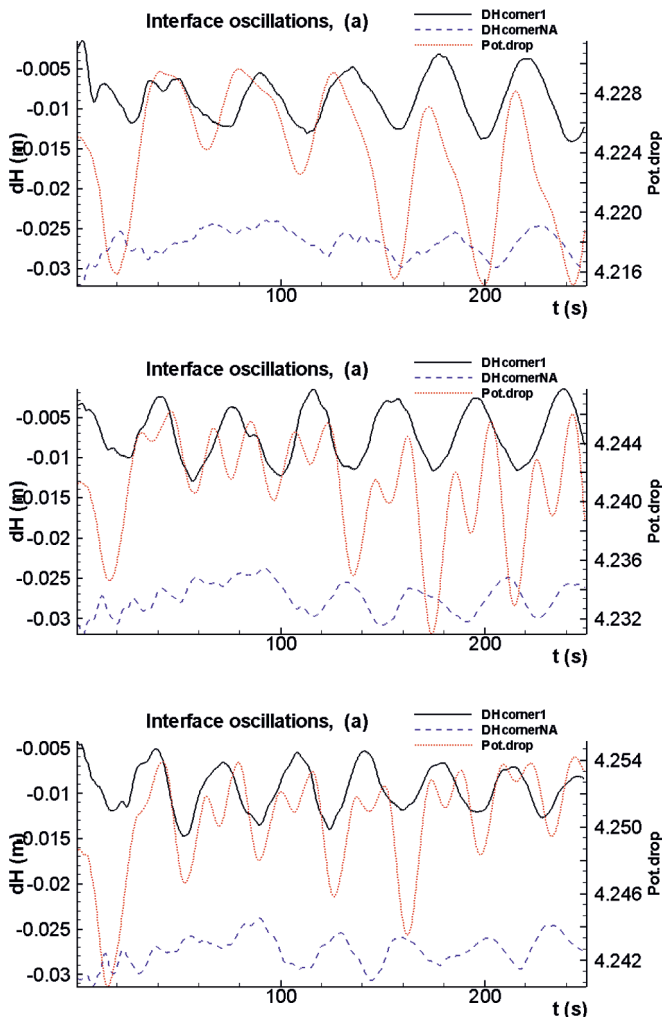 Interface oscillations, (a)
DHcorner1
DHcornerNA
Pot.drop
-0.005
-0.01
-0.015
-0.02
-0.025
-0.03
dH (m)
4.228
4.224
4.220
4.216
Pot.drop
100
200
t (s)
Interface oscillations, (a)
DHcorner1
DHcornerNA
Pot.drop
-0.005
-0.01
-0.015
-0.02
-0.025
-0.03
dH (m)
4.244
4.240
4.236
4.232
Pot.drop
100
200
t (s)
Interface oscillations, (a)
DHcorner1
DHcornerNA
Pot.drop
-0.005
-0.01
-0.015
-0.02
-0.025
-0.03
dH (m)
4.254
4.250
4.246
4.242
Pot.drop
100
200
t (s)